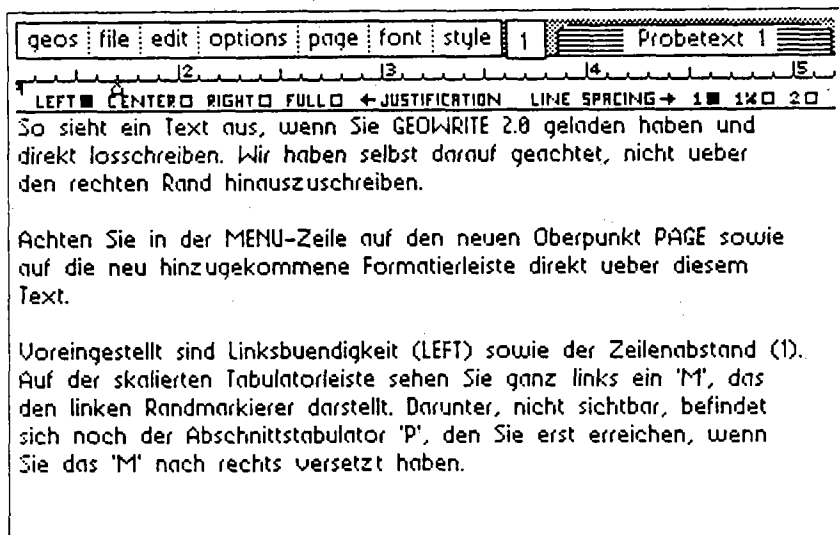 geos file edit options page font style 1 Probetext 1
2 3 4 5
LEFT■ CENTER□ RIGHT□ FULL□ ←JUSTIFICATION LINE SPACING→ 1■ 1½□ 2□
So sieht ein Text aus, wenn Sie GEOWRITE 2.0 geladen haben und
direkt losschreiben. Wir haben selbst darauf geachtet, nicht ueber
den rechten Rand hinauszuschreiben.
Achten Sie in der MENU-Zeile auf den neuen Oberpunkt PAGE sowie
auf die neu hinzugekommene Formatierleiste direkt ueber diesem
Text.
Voreingestellt sind Linksbuendigkeit (LEFT) sowie der Zeilenabstand (1).
Auf der skalierten Tabulatorleiste sehen Sie ganz links ein 'M', das
den linken Randmarkierer darstellt. Darunter, nicht sichtbar, befindet
sich noch der Abschnittstabulator 'P', den Sie erst erreichen, wenn
Sie das 'M' nach rechts versetzt haben.